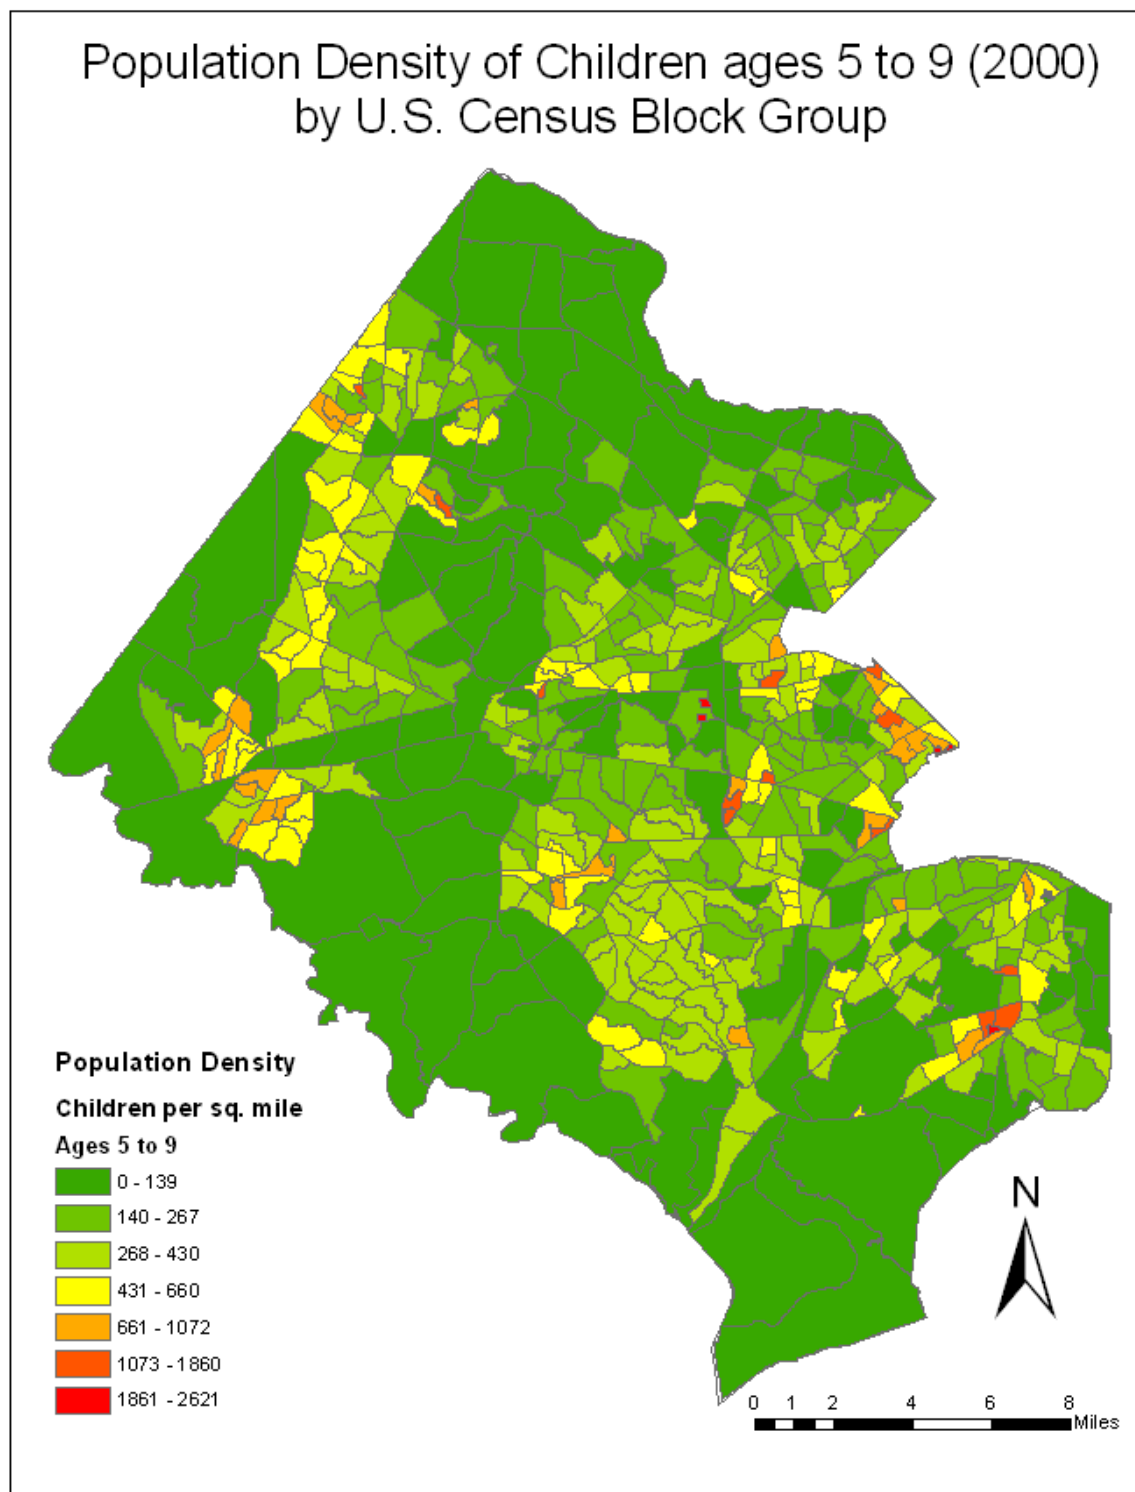 Population Density of Children ages 5 to 9 (2000)
by U.S. Census Block Group
Population Density
Children per sq. mile
Ages 5 to 9
0 - 139
140 - 267
268 - 430
431 - 660
661 - 1072
1073 - 1860
1861 - 2621
N
0 1 2 4 6 8
Miles